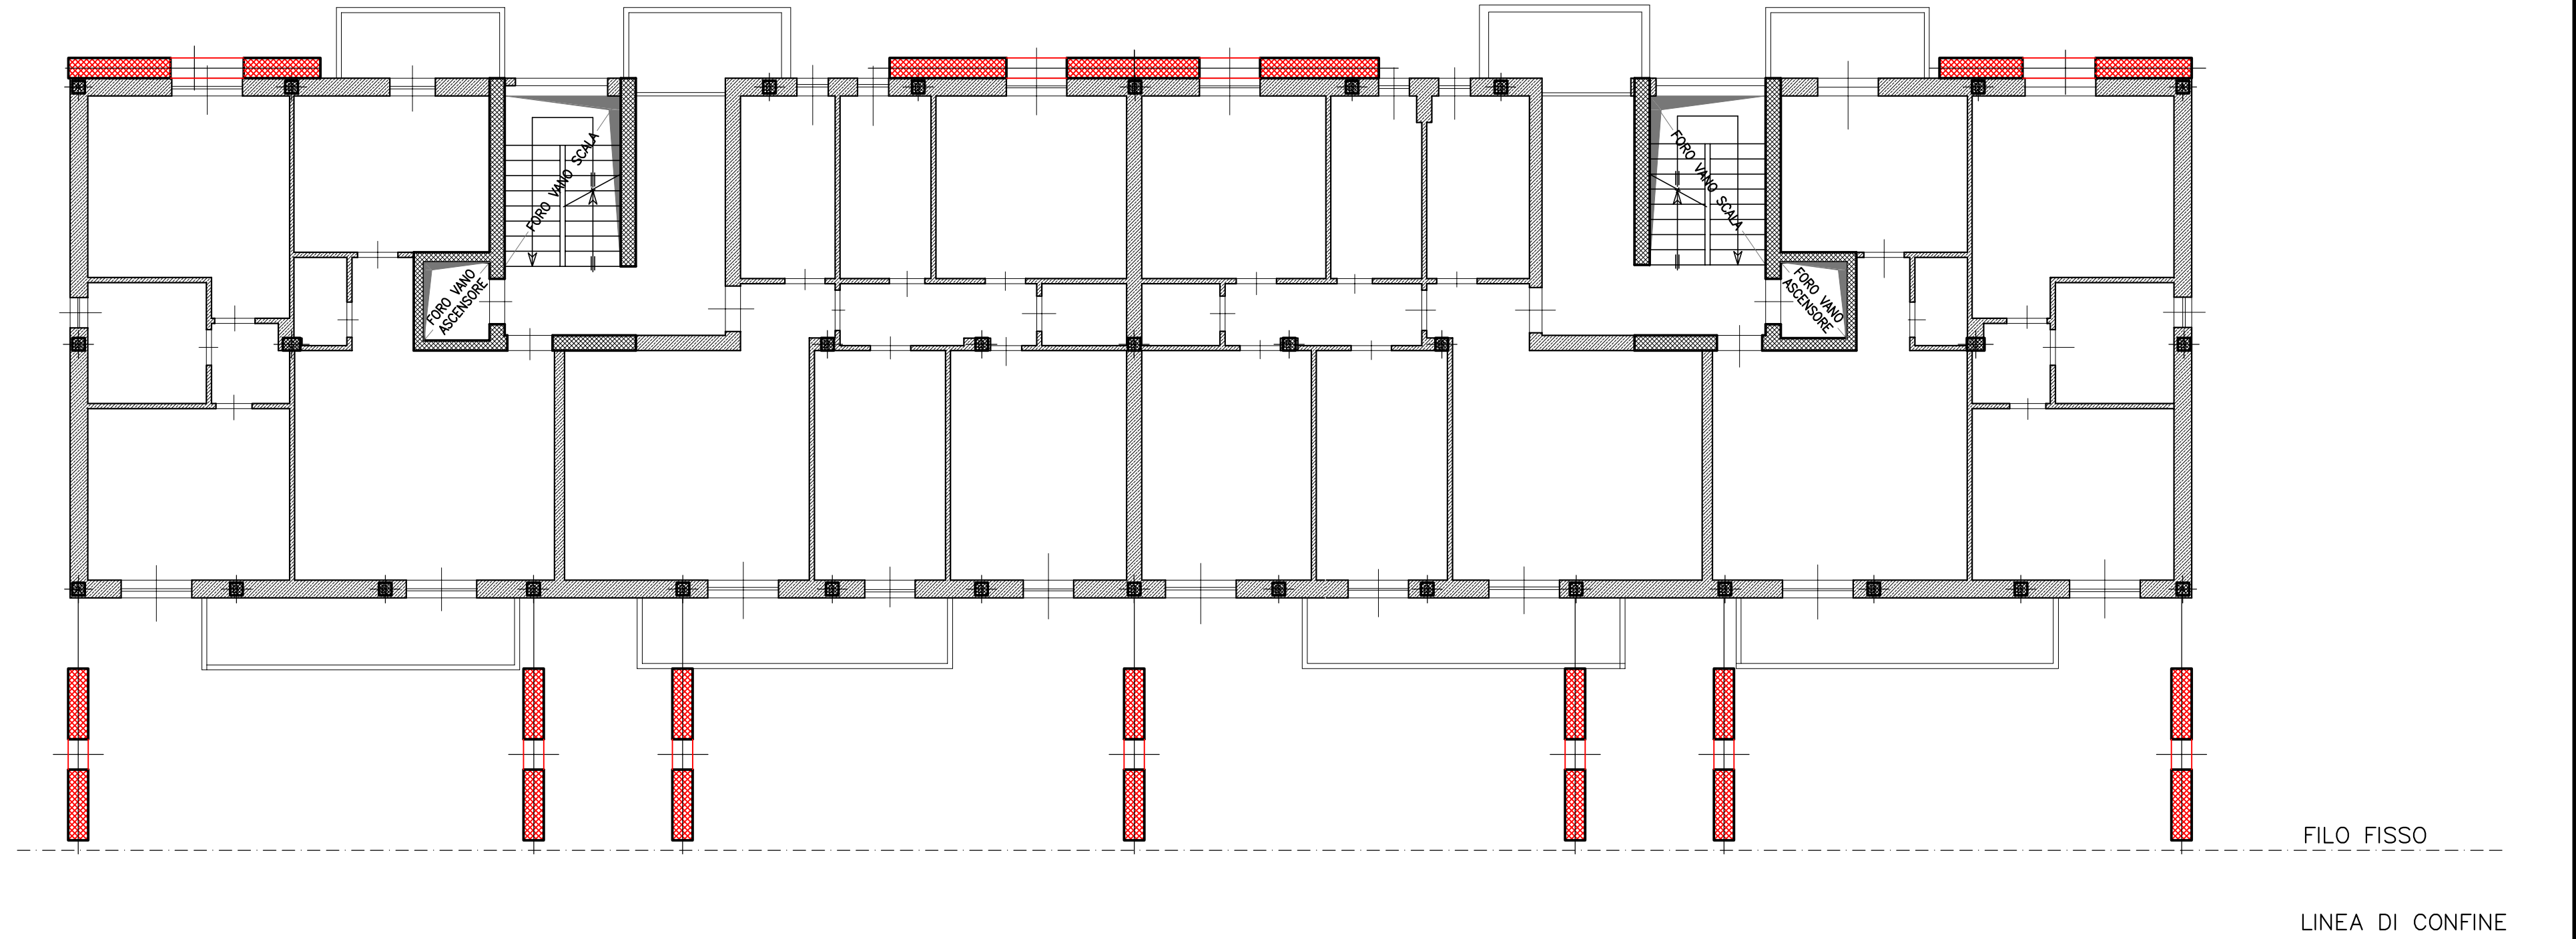 FORO VANO SCALA
FORO VANO SCALA
FORO VANO
ASCENSORE
FORO VANO
ASCENSORE
FILO FISSO
LINEA DI CONFINE